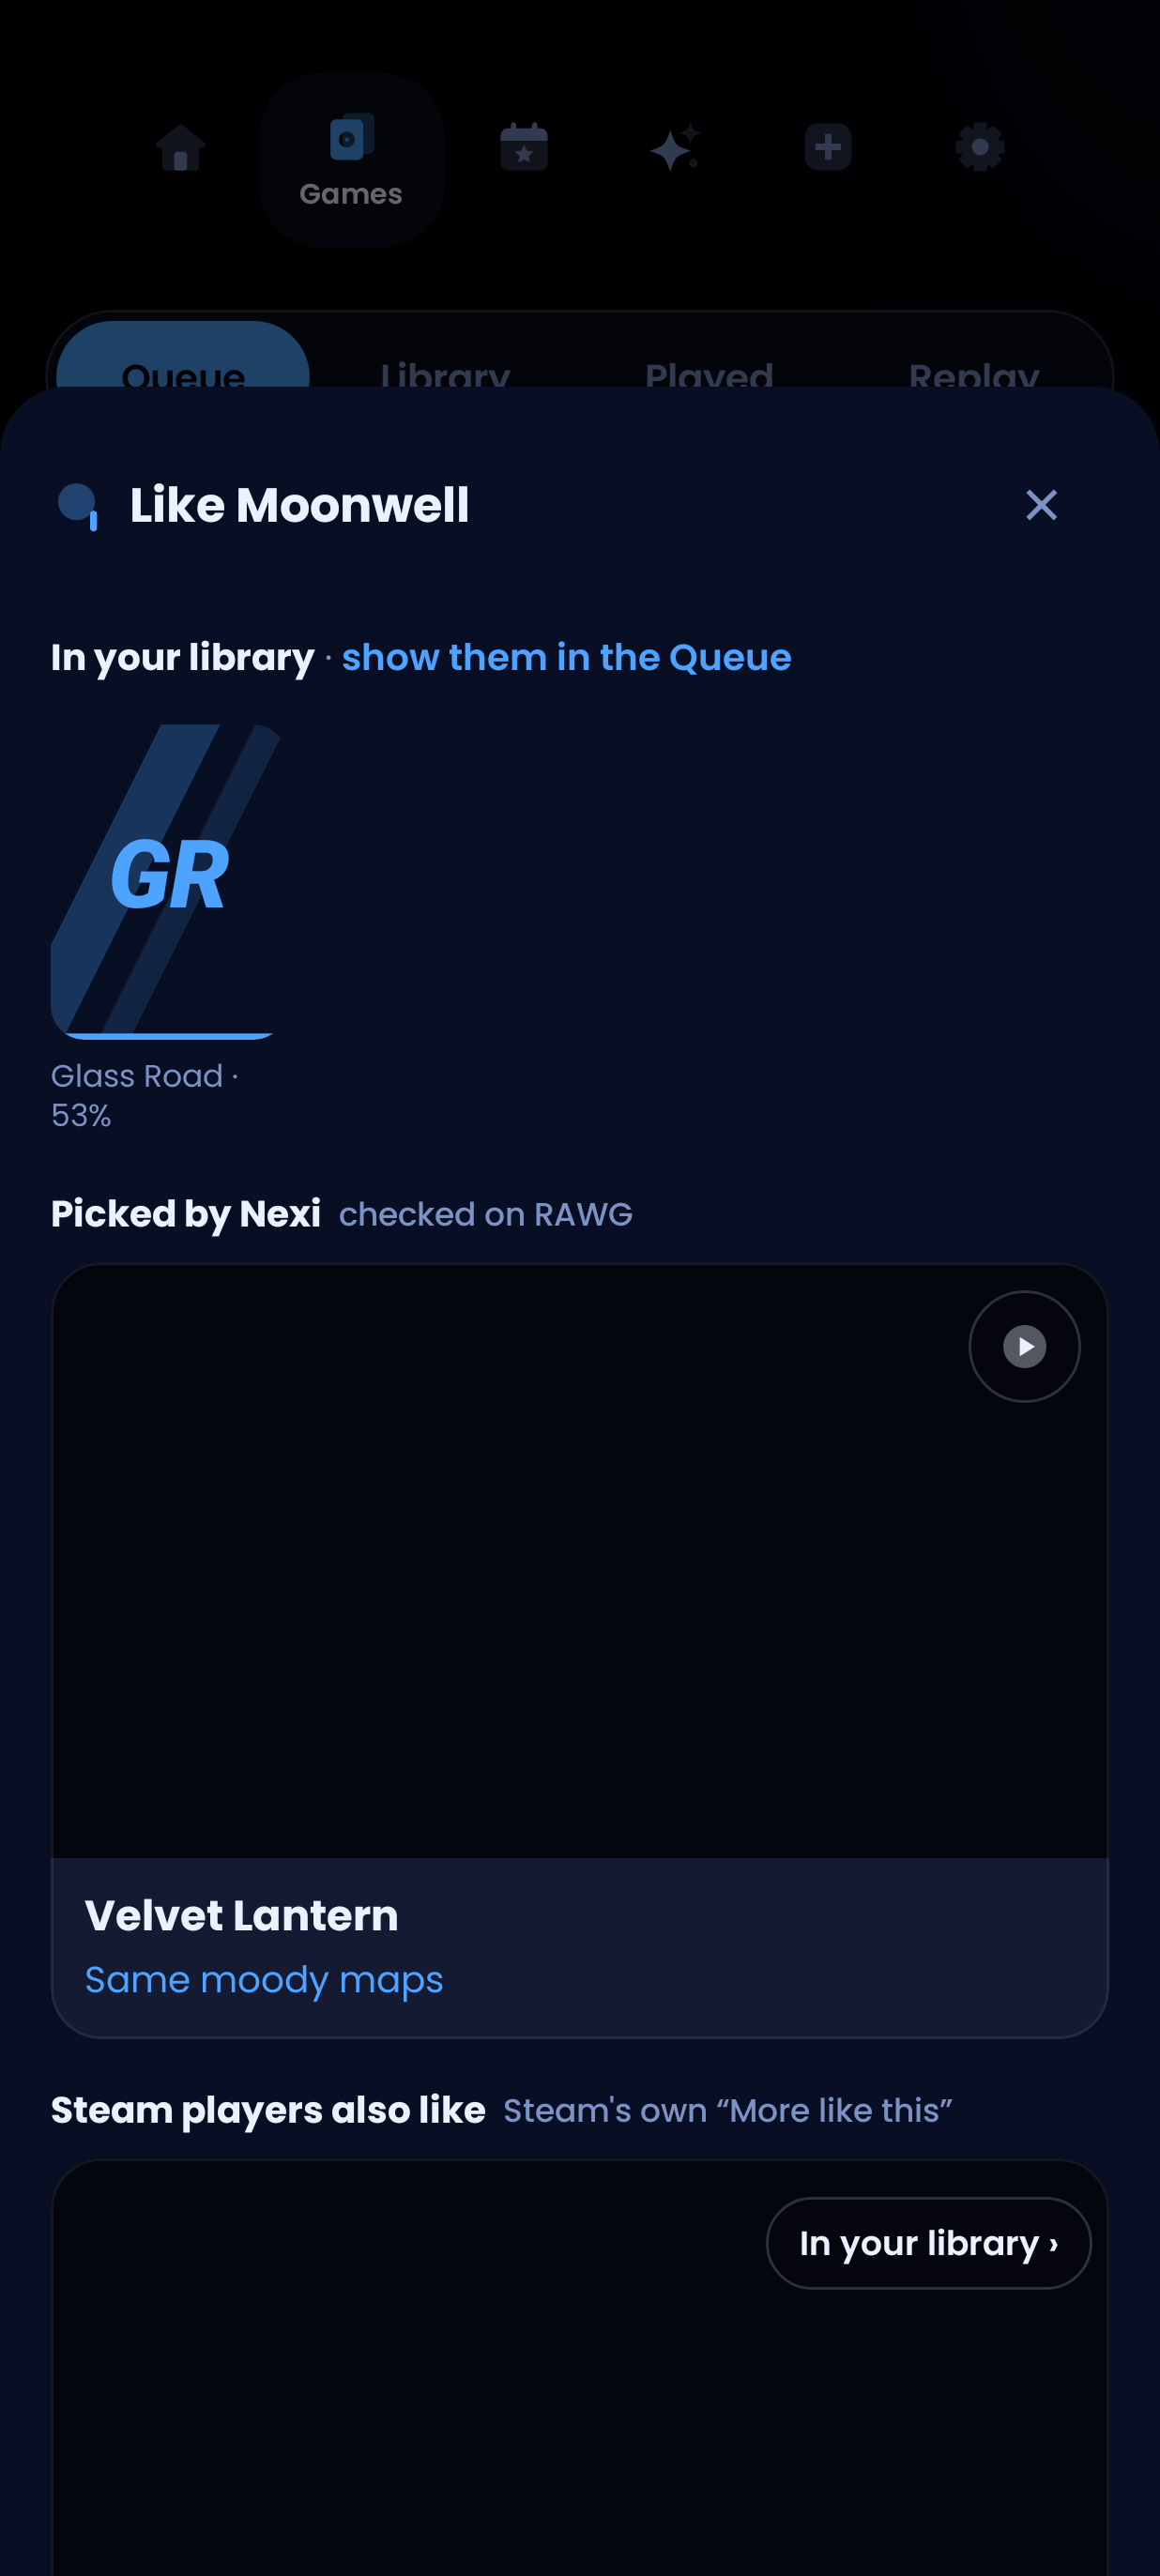 Games
Queue
Library
Played
Replay
Like Moonwell
In your library · show them in the Queue
GR
Glass Road ·
53%
Picked by Nexi checked on RAWG
Velvet Lantern
Same moody maps
Steam players also like Steam's own “More like this”
In your library ›